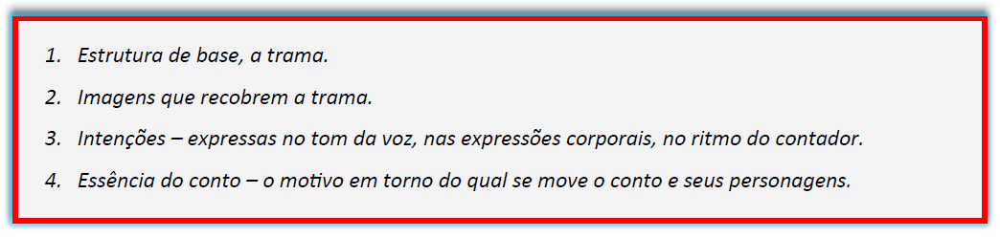 1. Estrutura de base, a trama.
2. Imagens que recobrem a trama.
3. Intenções – expressas no tom da voz, nas expressões corporais, no ritmo do contador.
4. Essência do conto – o motivo em torno do qual se move o conto e seus personagens.